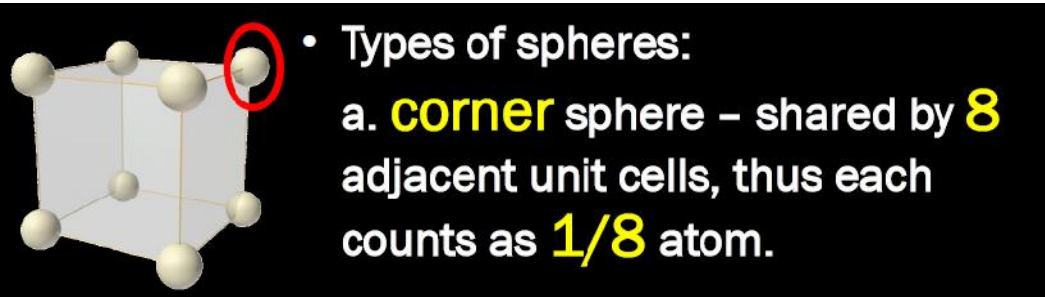 • Types of spheres:
a. corner sphere – shared by 8
adjacent unit cells, thus each
counts as 1/8 atom.